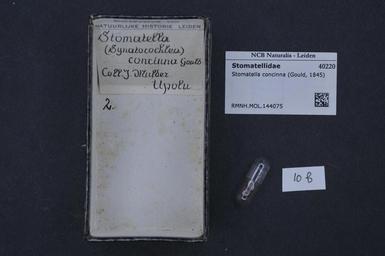 NATUURLIJKE HISTORIE LEIDEN
Stomatella
(Synaptocochlea)
concinna Gould
Coll J. Mulder
Upolu
2.
NCB Naturalis - Leiden
Stomatellidae 40220
Stomatella concinna (Gould, 1845)
RMNH.MOL.144075
10 B